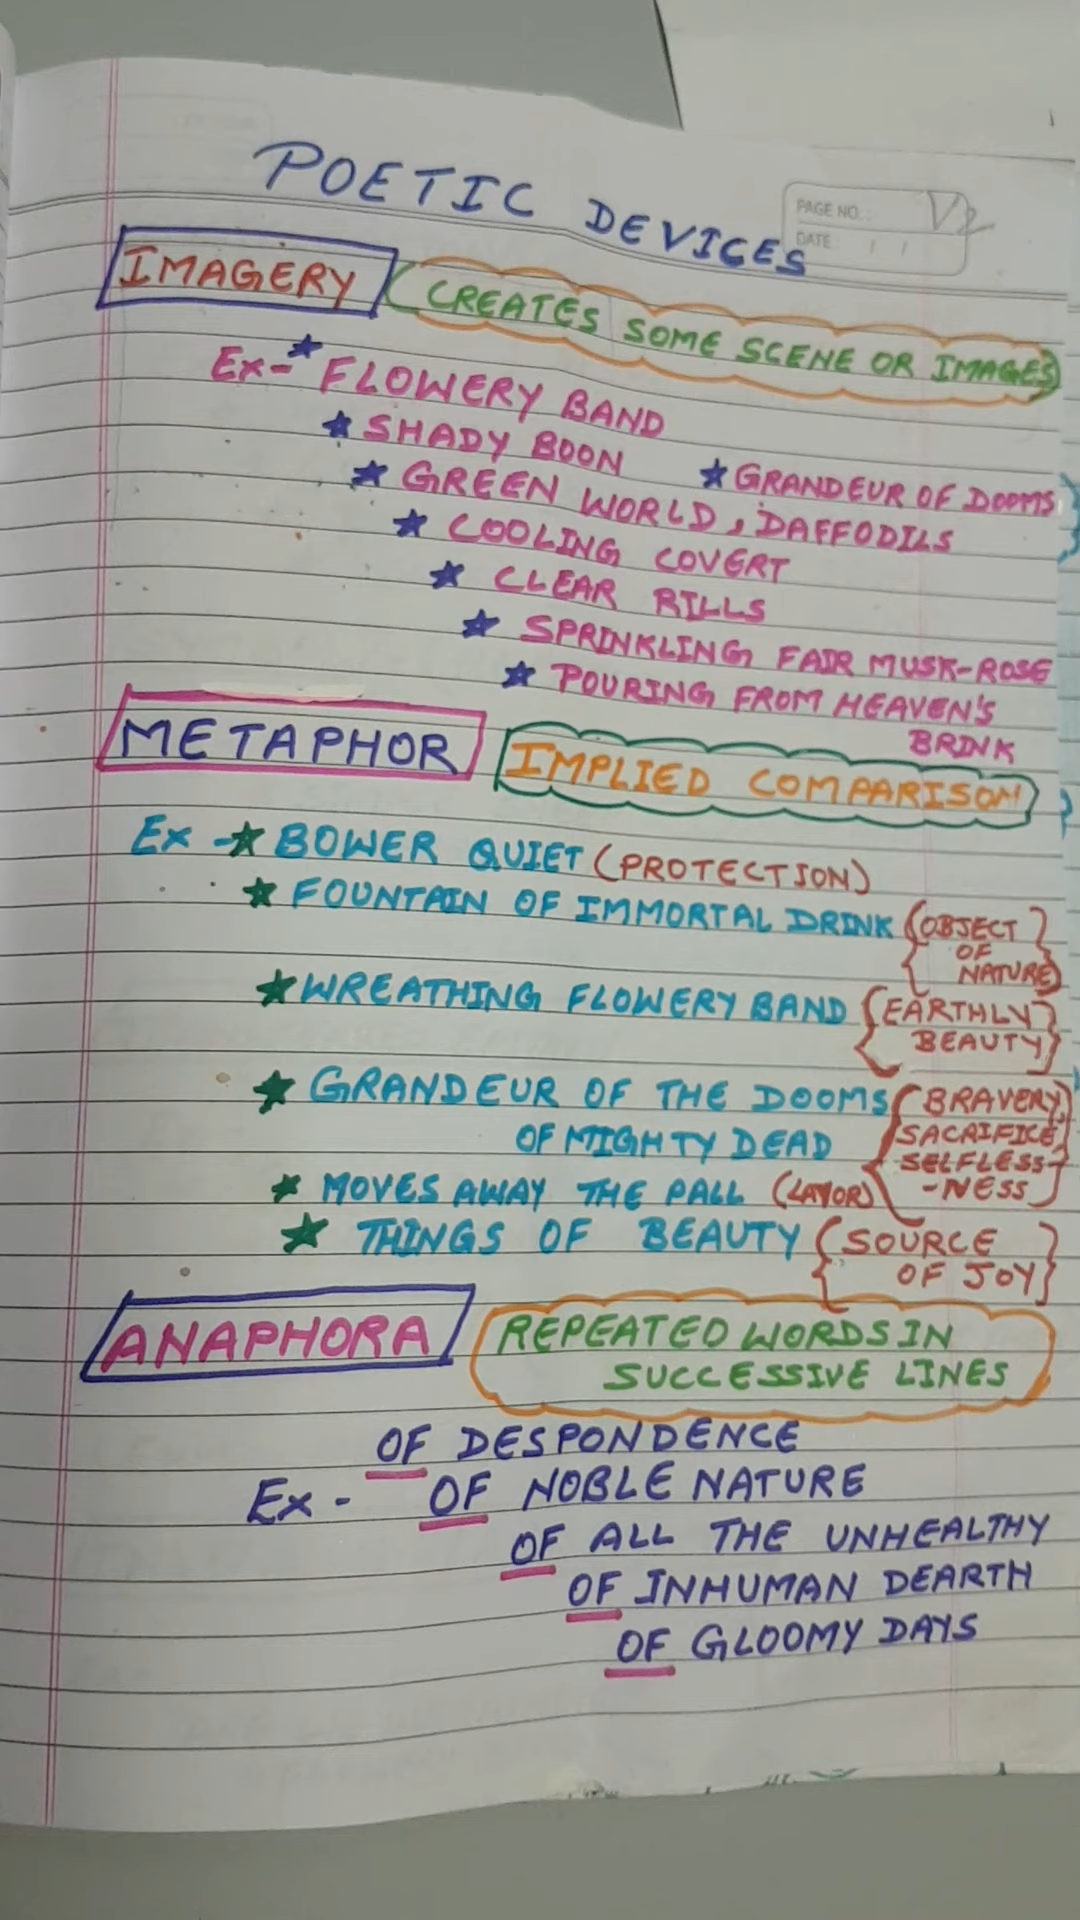 POETIC DEVICES
PAGE NO.: V2
DATE: / /
IMAGERY (CREATES SOME SCENE OR IMAGES)
Ex- ★ FLOWERY BAND
★ SHADY BOON ★ GRANDEUR OF DOOMS
★ GREEN WORLD, DAFFODILS
★ COOLING COVERT
★ CLEAR RILLS
★ SPRINKLING FAIR MUSK-ROSE
★ POURING FROM HEAVEN'S
BRINK
METAPHOR IMPLIED COMPARISON
Ex - ★ BOWER QUIET (PROTECTION)
★ FOUNTAIN OF IMMORTAL DRINK {OBJECT
OF
NATURE}
★ WREATHING FLOWERY BAND {EARTHLY
BEAUTY}
★ GRANDEUR OF THE DOOMS {BRAVERY,
OF MIGHTY DEAD SACRIFICE,
SELFLESS-
-NESS}
★ MOVES AWAY THE PALL (LAYOR)
★ THINGS OF BEAUTY {SOURCE
OF JOY}
ANAPHORA REPEATED WORDS IN
SUCCESSIVE LINES
OF DESPONDENCE
Ex - OF NOBLE NATURE
OF ALL THE UNHEALTHY
OF INHUMAN DEARTH
OF GLOOMY DAYS